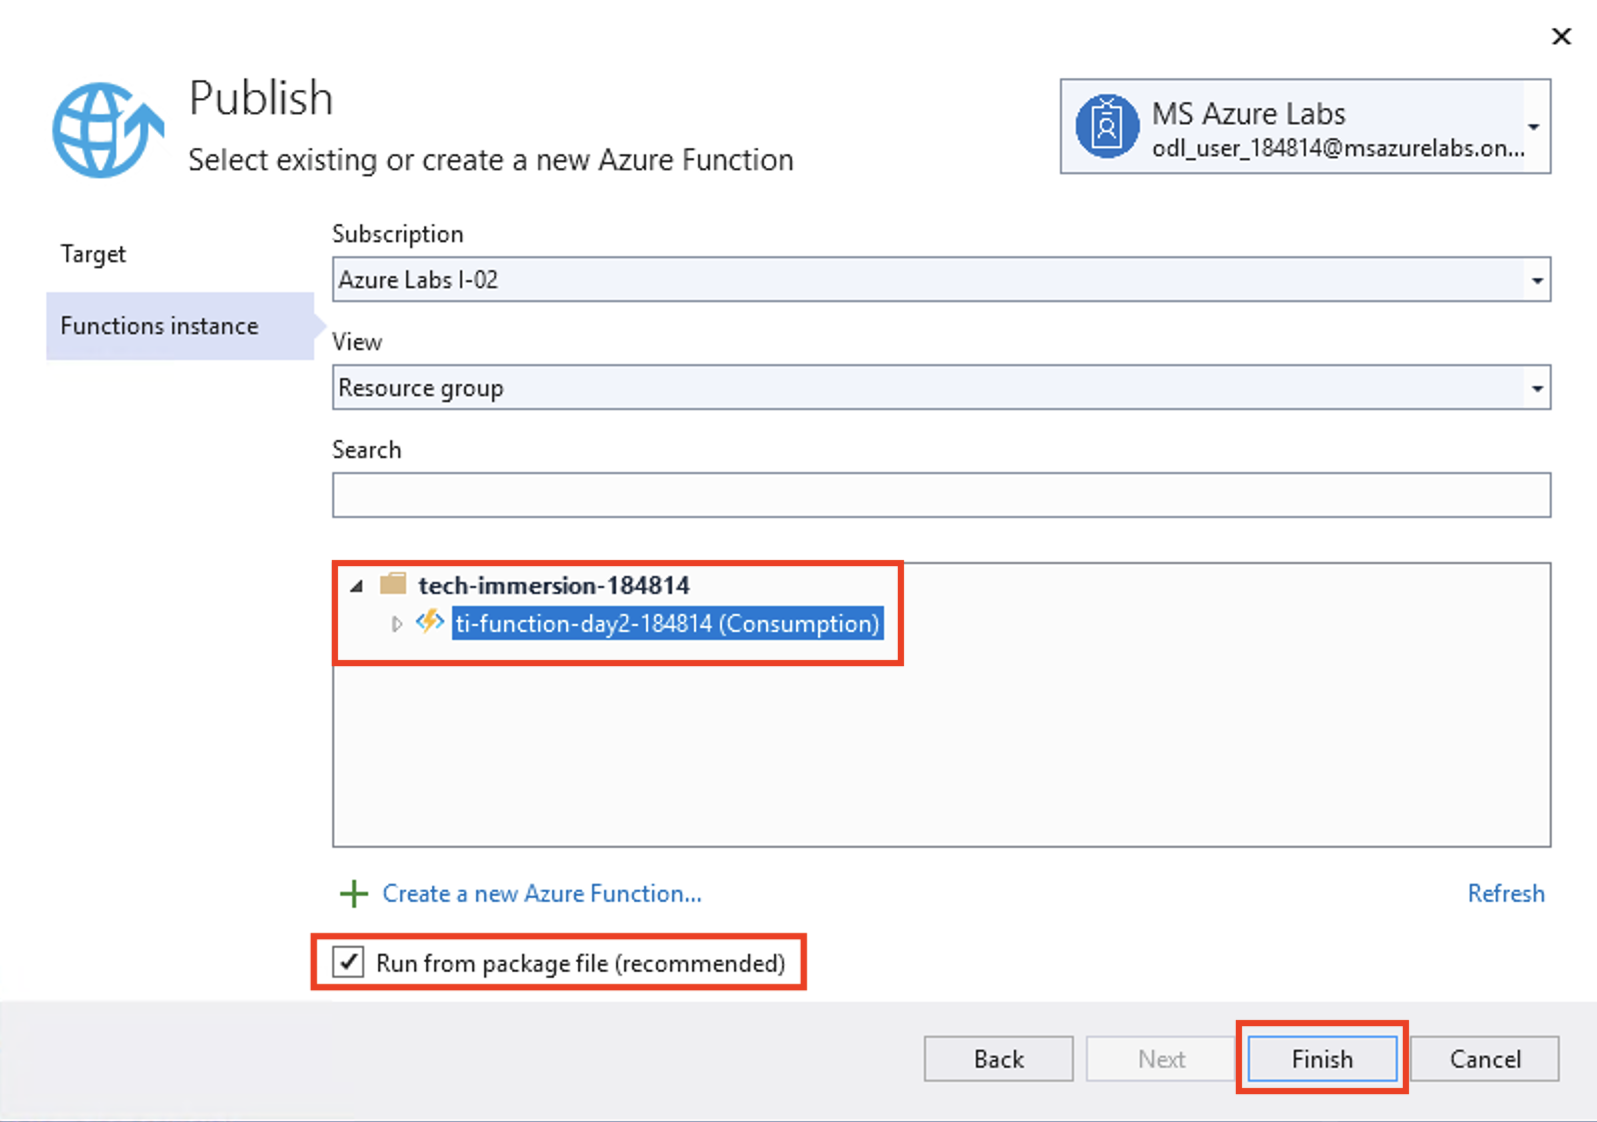 Publish
Select existing or create a new Azure Function
MS Azure Labs
odl_user_184814@msazurelabs.on...
Target
Functions instance
Subscription
Azure Labs I-02
View
Resource group
Search
tech-immersion-184814
ti-function-day2-184814 (Consumption)
Create a new Azure Function...
Refresh
Run from package file (recommended)
Back
Next
Finish
Cancel